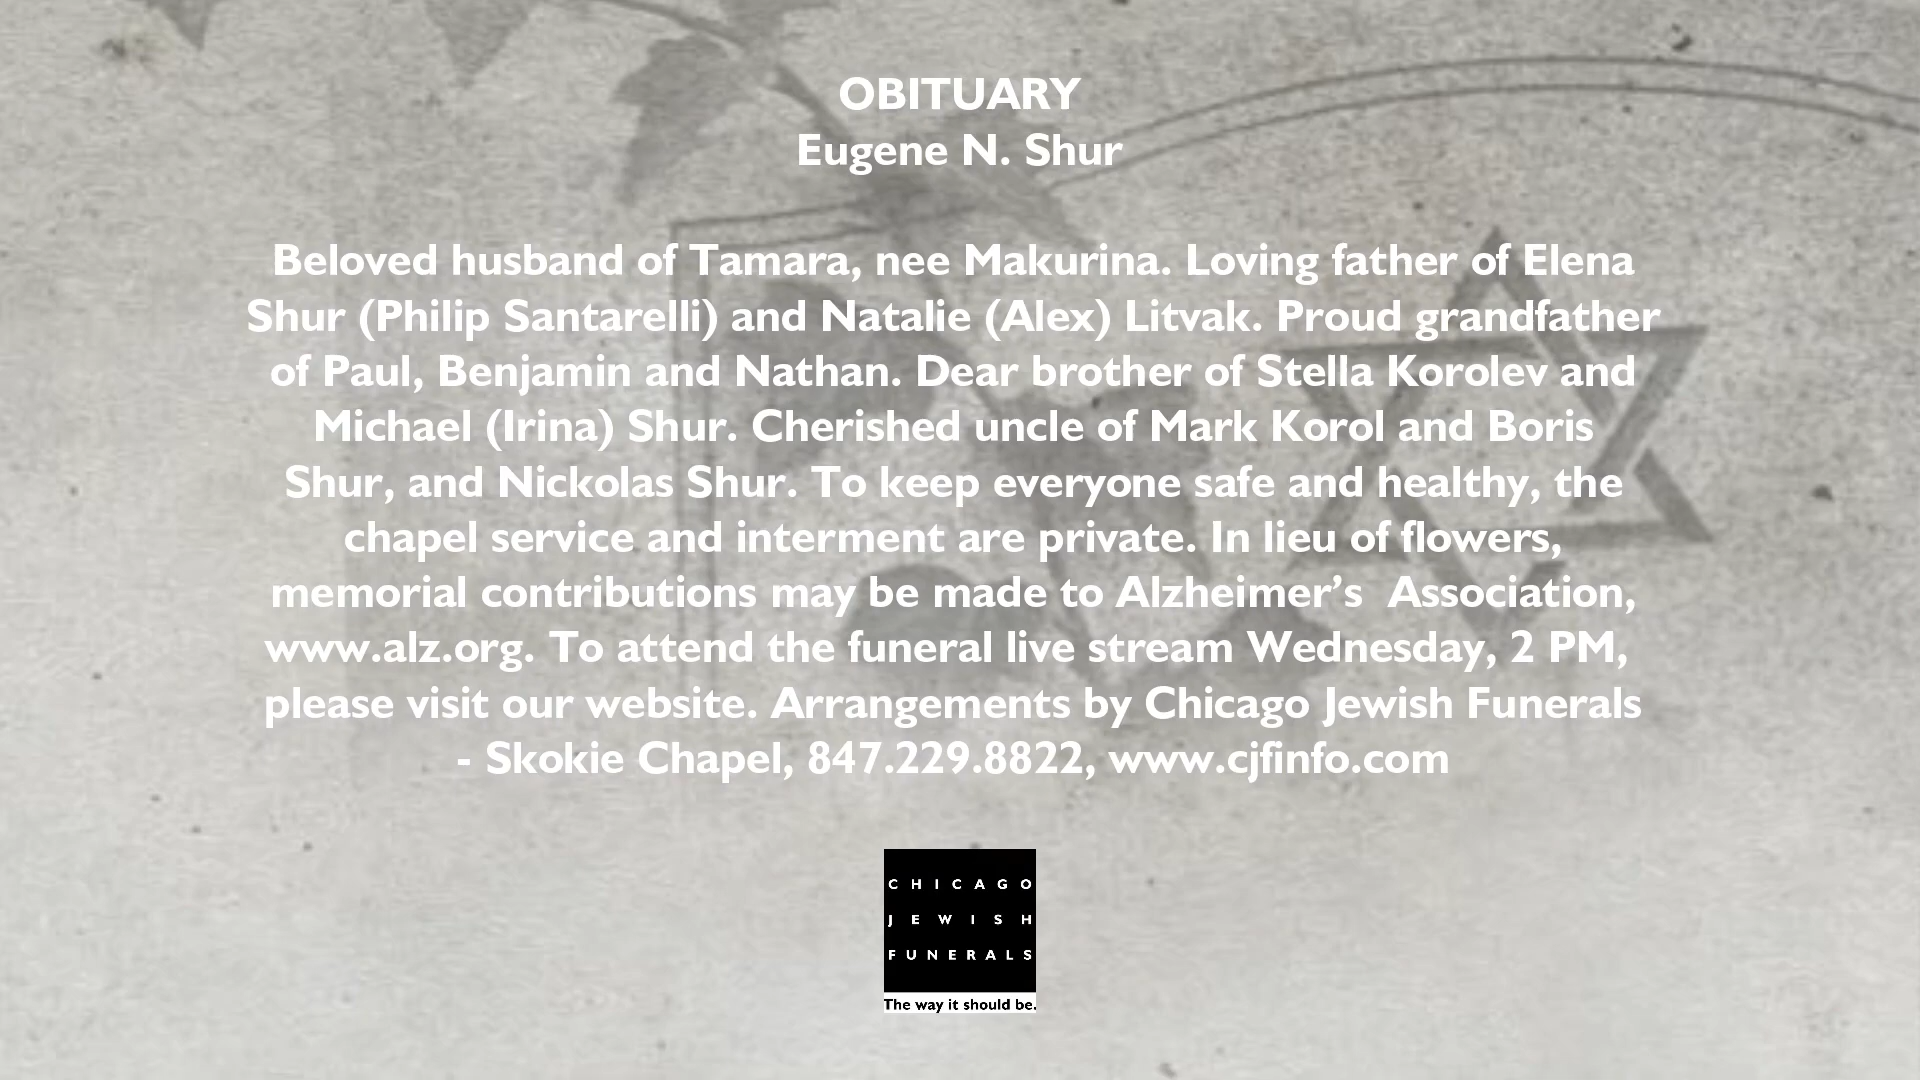 OBITUARY
Eugene N. Shur
Beloved husband of Tamara, nee Makurina. Loving father of Elena
Shur (Philip Santarelli) and Natalie (Alex) Litvak. Proud grandfather
of Paul, Benjamin and Nathan. Dear brother of Stella Korolev and
Michael (Irina) Shur. Cherished uncle of Mark Korol and Boris
Shur, and Nickolas Shur. To keep everyone safe and healthy, the
chapel service and interment are private. In lieu of flowers,
memorial contributions may be made to Alzheimer’s  Association,
www.alz.org. To attend the funeral live stream Wednesday, 2 PM,
please visit our website. Arrangements by Chicago Jewish Funerals
- Skokie Chapel, 847.229.8822, www.cjfinfo.com
CHICAGO
JEWISH
FUNERALS
The way it should be.